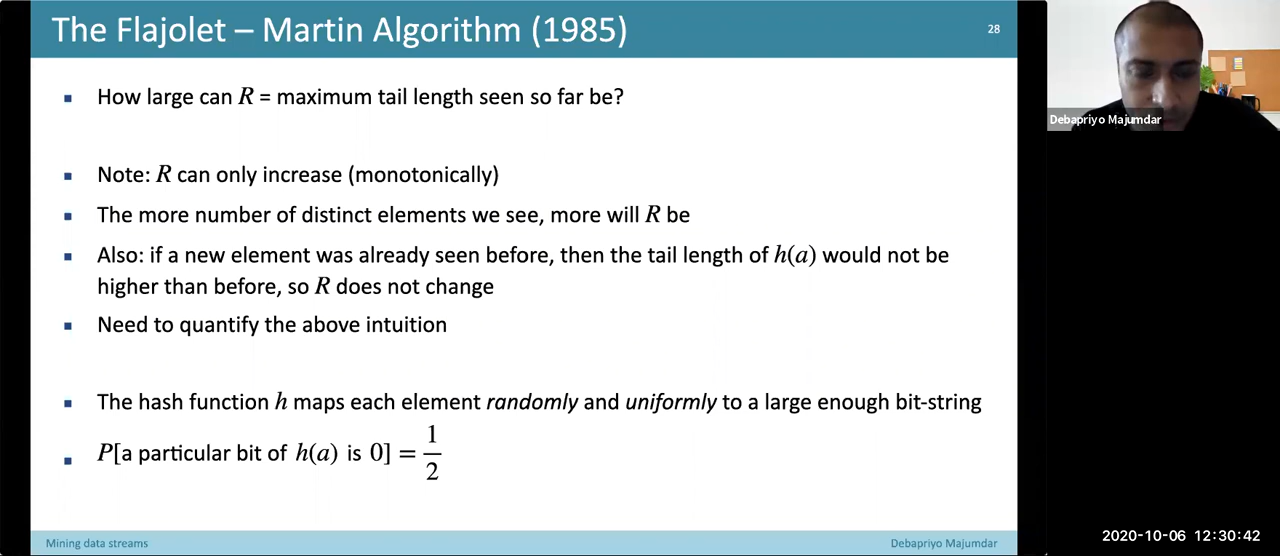 The Flajolet – Martin Algorithm (1985)
28
▪ How large can R = maximum tail length seen so far be?
▪ Note: R can only increase (monotonically)
▪ The more number of distinct elements we see, more will R be
▪ Also: if a new element was already seen before, then the tail length of h(a) would not be
higher than before, so R does not change
▪ Need to quantify the above intuition
▪ The hash function h maps each element randomly and uniformly to a large enough bit-string
▪ P[a particular bit of h(a) is 0] = 1/2
Mining data streams
Debapriyo Majumdar
Debapriyo Majumdar
2020-10-06 12:30:42